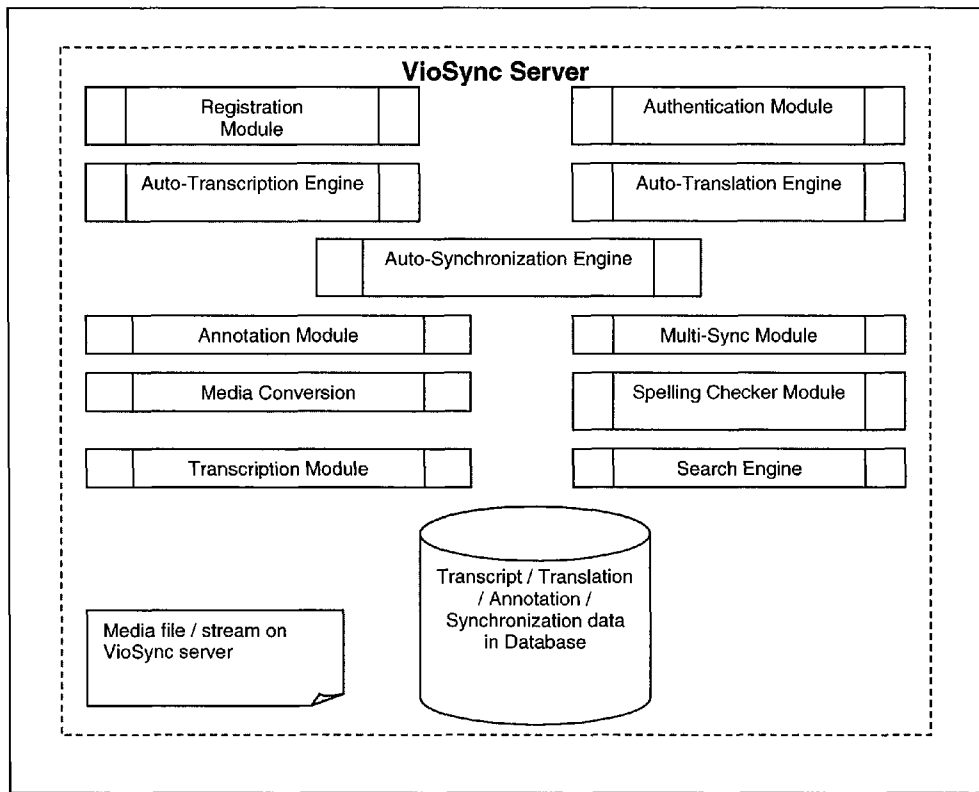 VioSync Server
Registration
Module
Authentication Module
Auto-Transcription Engine
Auto-Translation Engine
Auto-Synchronization Engine
Annotation Module
Multi-Sync Module
Media Conversion
Spelling Checker Module
Transcription Module
Search Engine
Transcript / Translation
/ Annotation /
Synchronization data
in Database
Media file / stream on
VioSync server